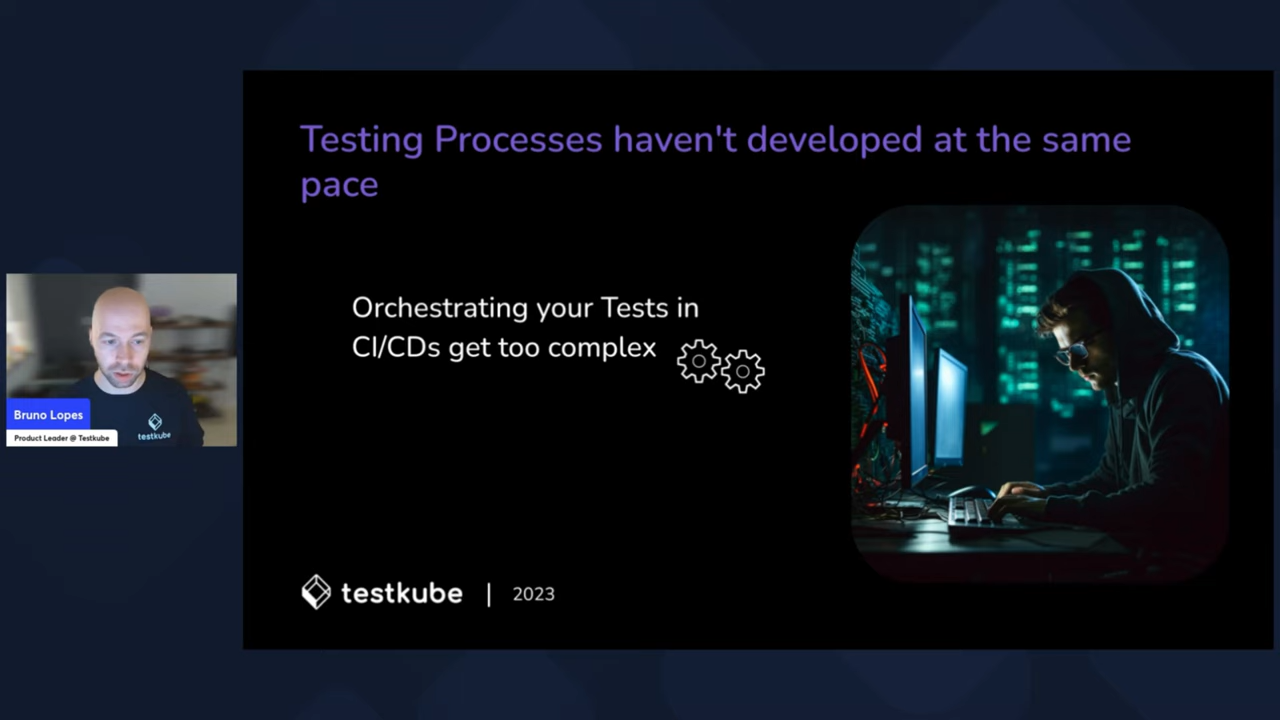 Testing Processes haven't developed at the same
pace
Orchestrating your Tests in
CI/CDs get too complex
Bruno Lopes
Product Leader @ Testkube
testkube
testkube | 2023